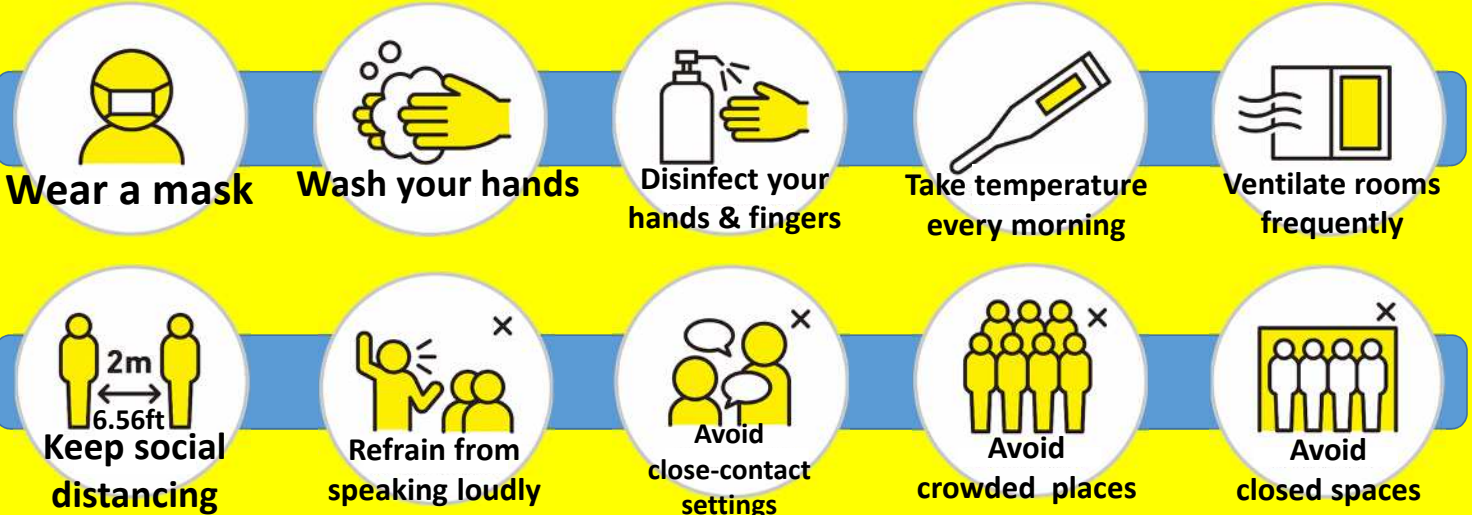 Wear a mask
Wash your hands
Disinfect your
hands & fingers
Take temperature
every morning
Ventilate rooms
frequently
2m
6.56ft
Keep social
distancing
×
Refrain from
speaking loudly
×
Avoid
close-contact
settings
×
Avoid
crowded places
×
Avoid
closed spaces